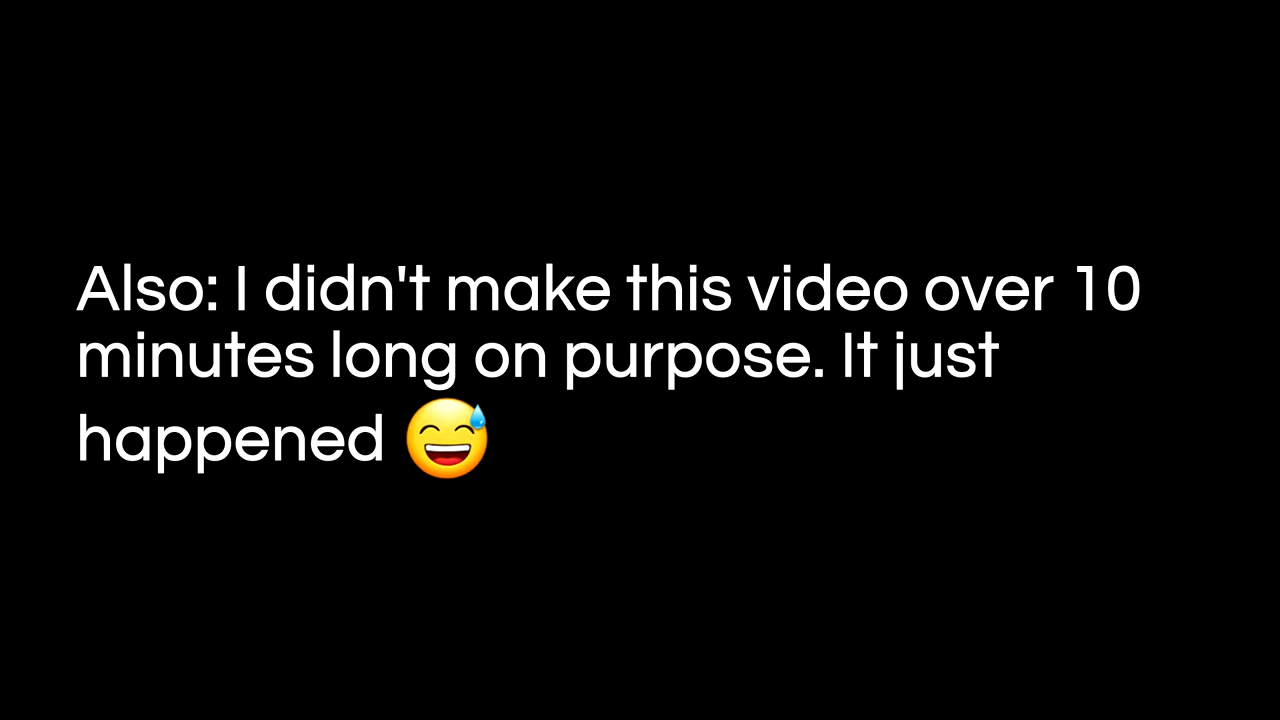 Also: I didn't make this video over 10
minutes long on purpose. It just
happened 😅